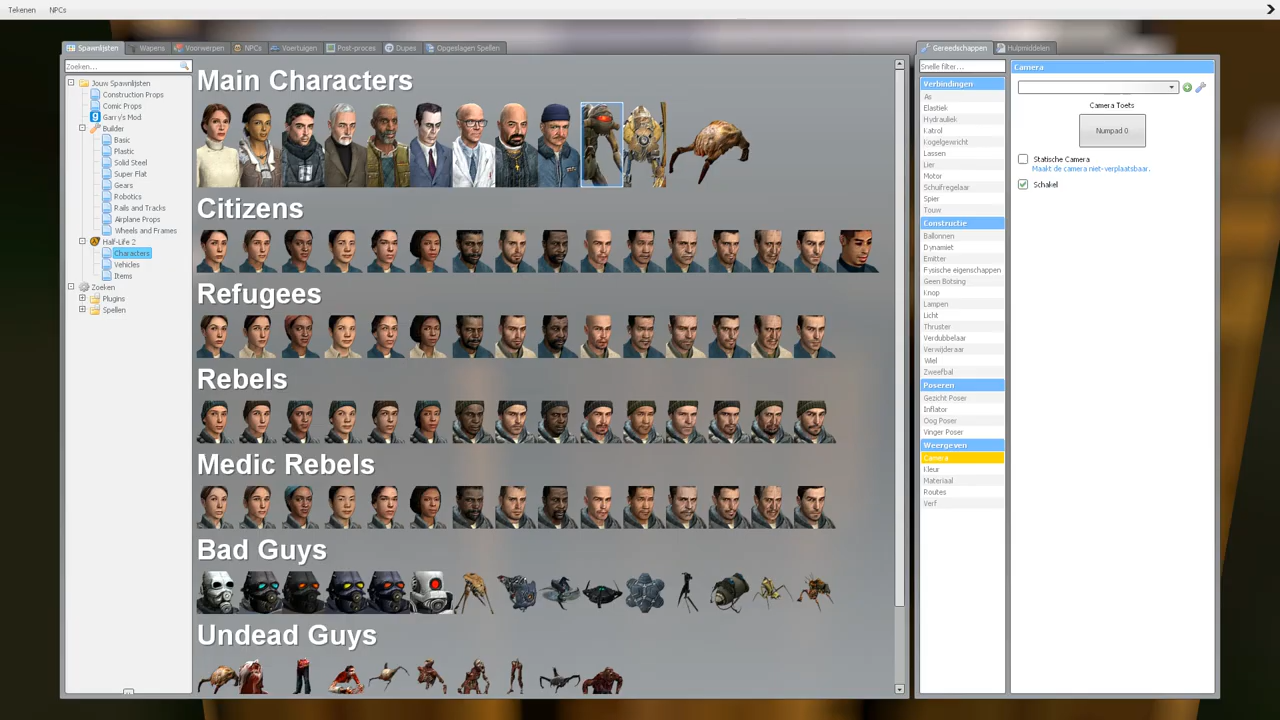 Tekenen NPCs
Spawnlijsten Wapens Voorwerpen NPCs Voertuigen Post-proces Dupes Opgeslagen Spellen
Zoeken...
Jouw Spawnlijsten
Construction Props
Comic Props
Garry's Mod
Builder
Basic
Plastic
Solid Steel
Super Flat
Gears
Robotics
Rails and Tracks
Airplane Props
Wheels and Frames
Half-Life 2
Characters
Vehicles
Items
Zoeken
Plugins
Spellen
Main Characters
Citizens
Refugees
Rebels
Medic Rebels
Bad Guys
Undead Guys
Gereedschappen Hulpmiddelen
Snelle filter...
Verbindingen
As
Elastiek
Hydrauliek
Katrol
Kogelgewricht
Lassen
Lier
Motor
Schuifregelaar
Spier
Touw
Constructie
Ballonnen
Dynamiet
Emitter
Fysische eigenschappen
Geen Botsing
Knop
Lampen
Licht
Thruster
Verdubbelaar
Verwijderaar
Wiel
Zweefbal
Poseren
Gezicht Poser
Inflator
Oog Poser
Vinger Poser
Weergeven
Camera
Kleur
Materiaal
Routes
Verf
Camera
Camera Toets
Numpad 0
Statische Camera
Maakt de camera niet-verplaatsbaar.
Schakel